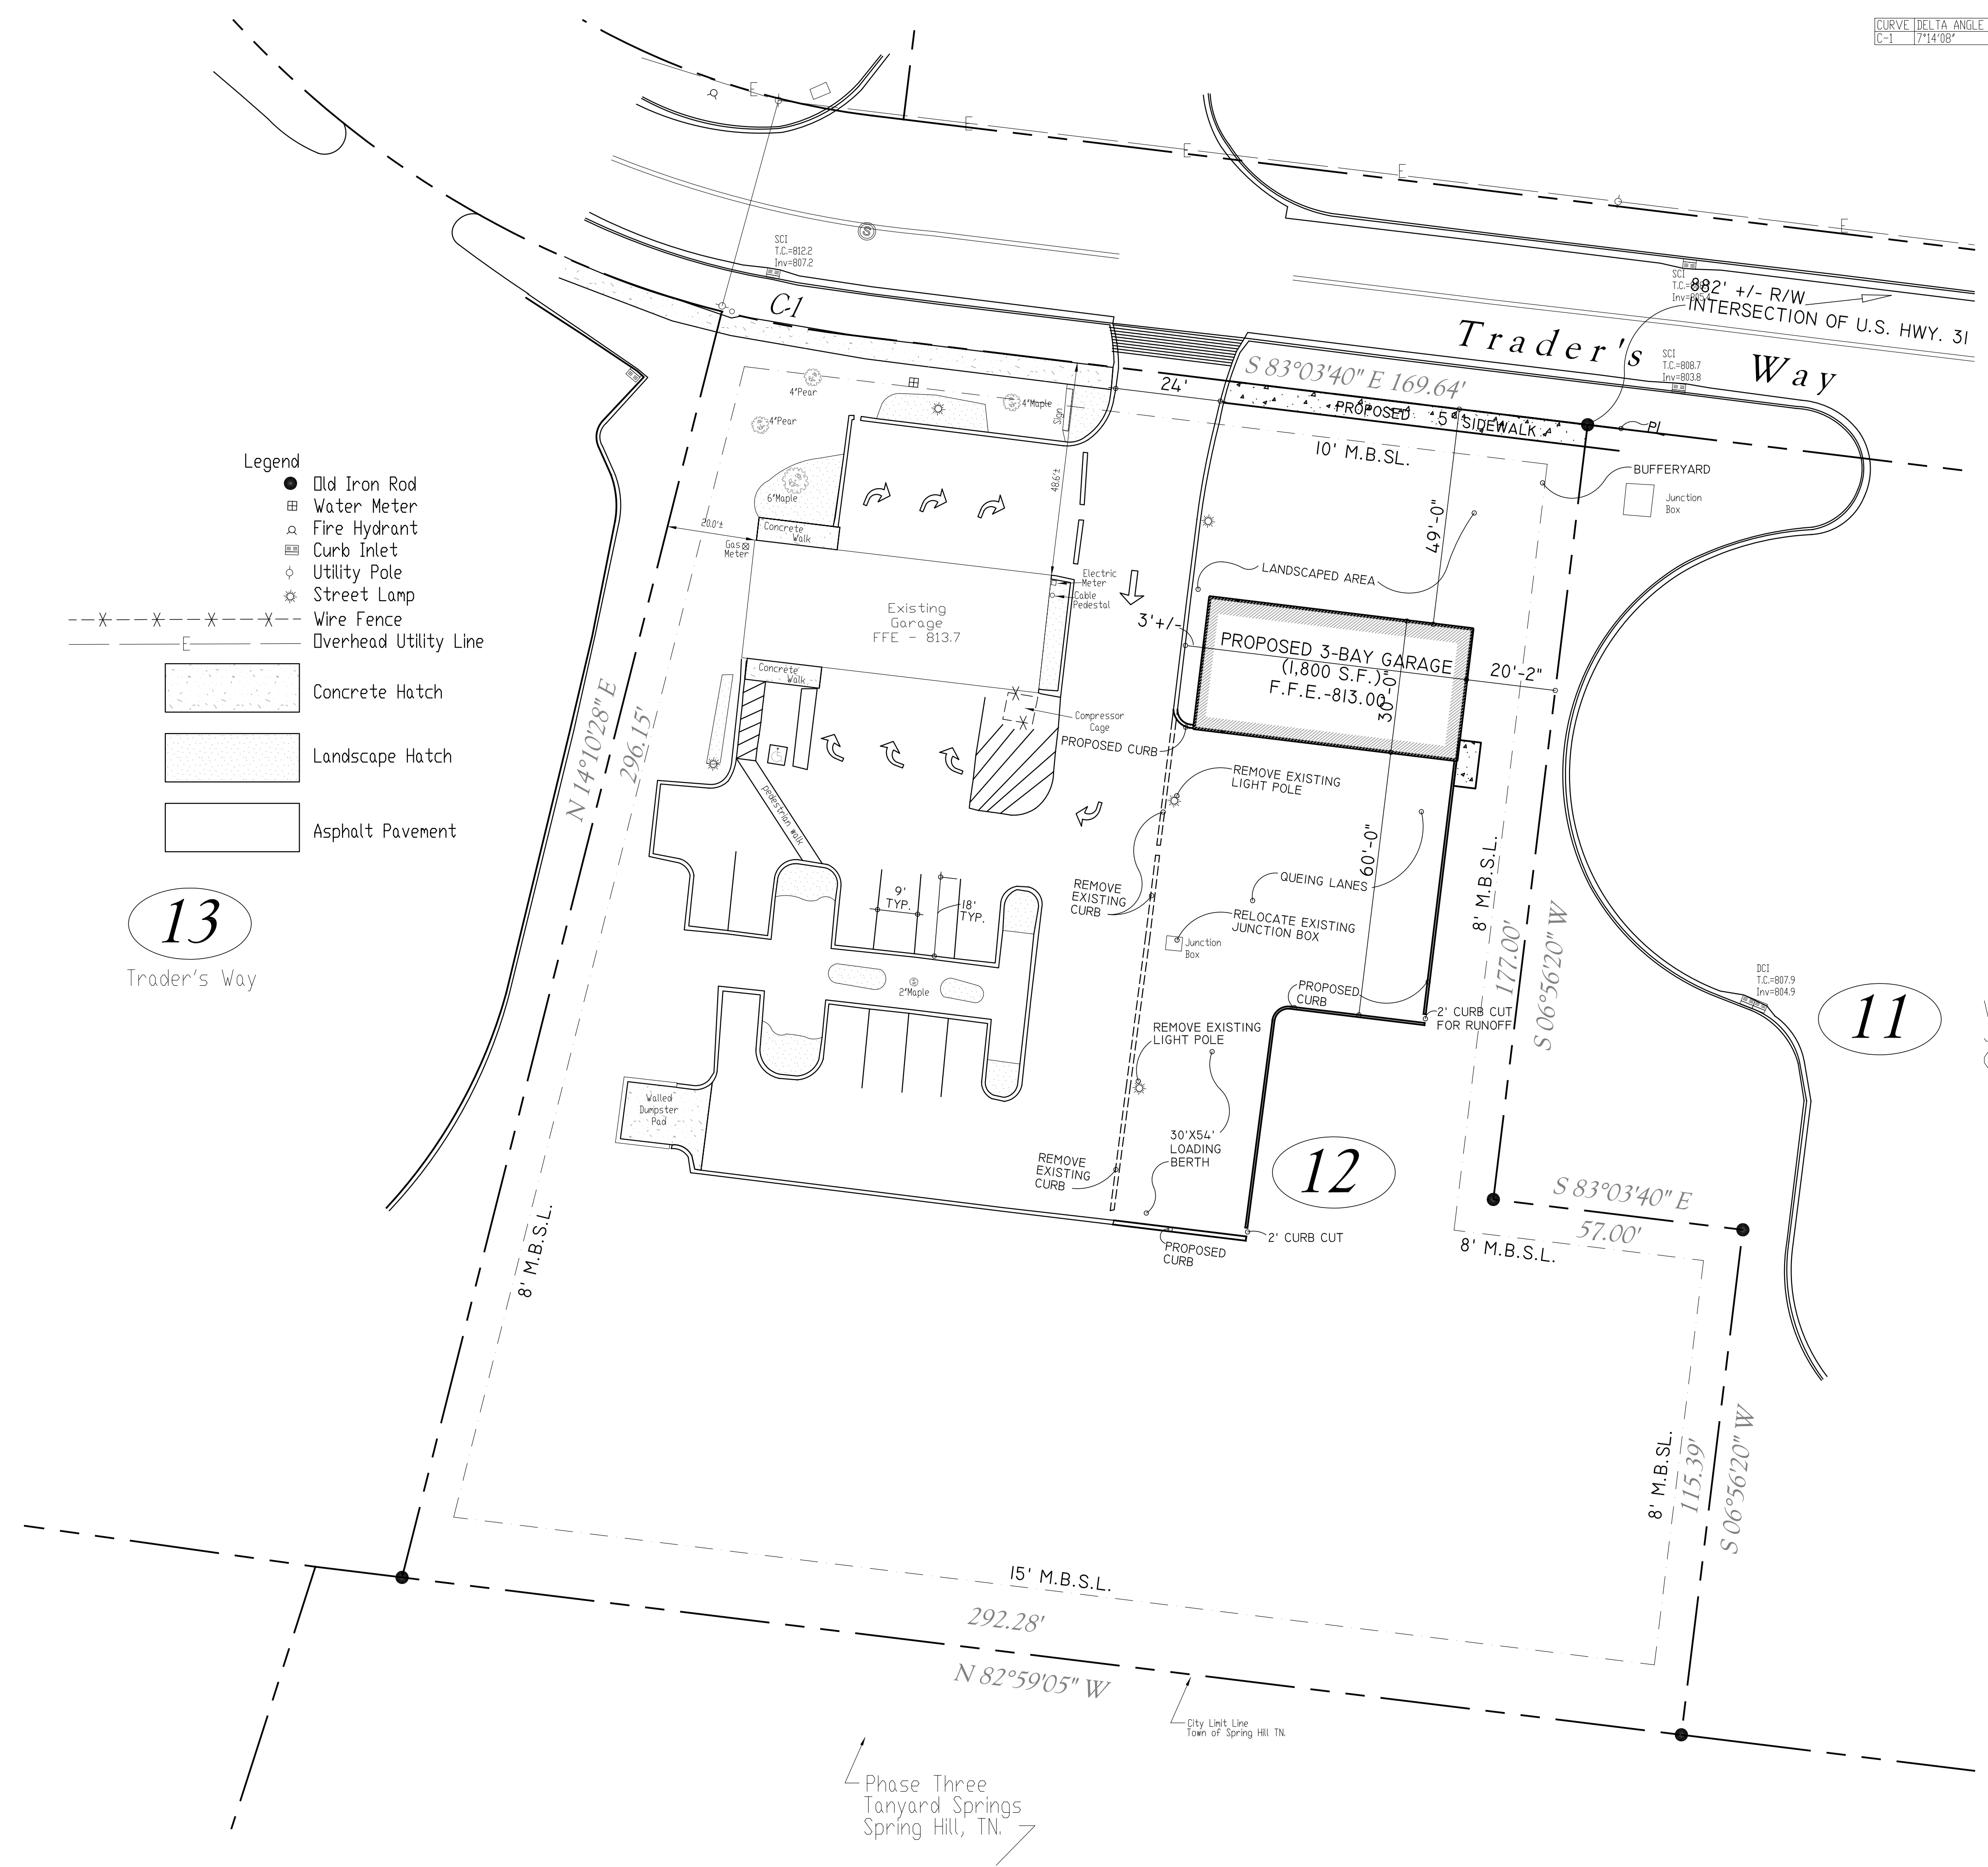 CURVE DELTA ANGLE
C-1 7°14'08"
E
E
E
E
E
S
SCI
T.C.=812.2
Inv=807.2
C-1
SCI
T.C.=
Inv=
882' +/- R/W
INTERSECTION OF U.S. HWY. 31
Trader's Way
SCI
T.C.=808.7
Inv=803.8
S 83°03'40" E 169.64'
24'
PROPOSED 5' SIDEWALK
PL
10' M.B.SL.
BUFFERYARD
Junction
Box
4"Pear
4"Pear
4"Maple
Sign
6"Maple
48.6'±
20.0'±
Concrete
Walk
Gas
Meter
Electric
Meter
Cable
Pedestal
Existing
Garage
FFE - 813.7
LANDSCAPED AREA
49'-0"
3'+/-
PROPOSED 3-BAY GARAGE
(1,800 S.F.)
F.F.E.-813.00
30'-0"
20'-2"
Concrete
Walk
Compressor
Cage
PROPOSED CURB
Legend
Old Iron Rod
Water Meter
Fire Hydrant
Curb Inlet
Utility Pole
Street Lamp
Wire Fence
E
Overhead Utility Line
Concrete Hatch
Landscape Hatch
Asphalt Pavement
13
Trader's Way
N 14°10'28" E
296.15'
pedestrian walk
REMOVE EXISTING
LIGHT POLE
60'-0"
QUEING LANES
REMOVE
EXISTING
CURB
RELOCATE EXISTING
JUNCTION BOX
Junction
Box
9'
TYP.
18'
TYP.
2"Maple
8' M.B.S.L.
177.00'
S 06°56'20" W
PROPOSED
CURB
2' CURB CUT
FOR RUNOFF
DCI
T.C.=807.9
Inv=804.9
11
REMOVE EXISTING
LIGHT POLE
Walled
Dumpster
Pad
30'X54'
LOADING
BERTH
REMOVE
EXISTING
CURB
12
2' CURB CUT
PROPOSED
CURB
S 83°03'40" E
57.00'
8' M.B.S.L.
8' M.B.S.L.
8' M.B.SL.
115.39'
S 06°56'20" W
15' M.B.S.L.
292.28'
N 82°59'05" W
City Limit Line
Town of Spring Hill TN.
Phase Three
Tanyard Springs
Spring Hill, TN.